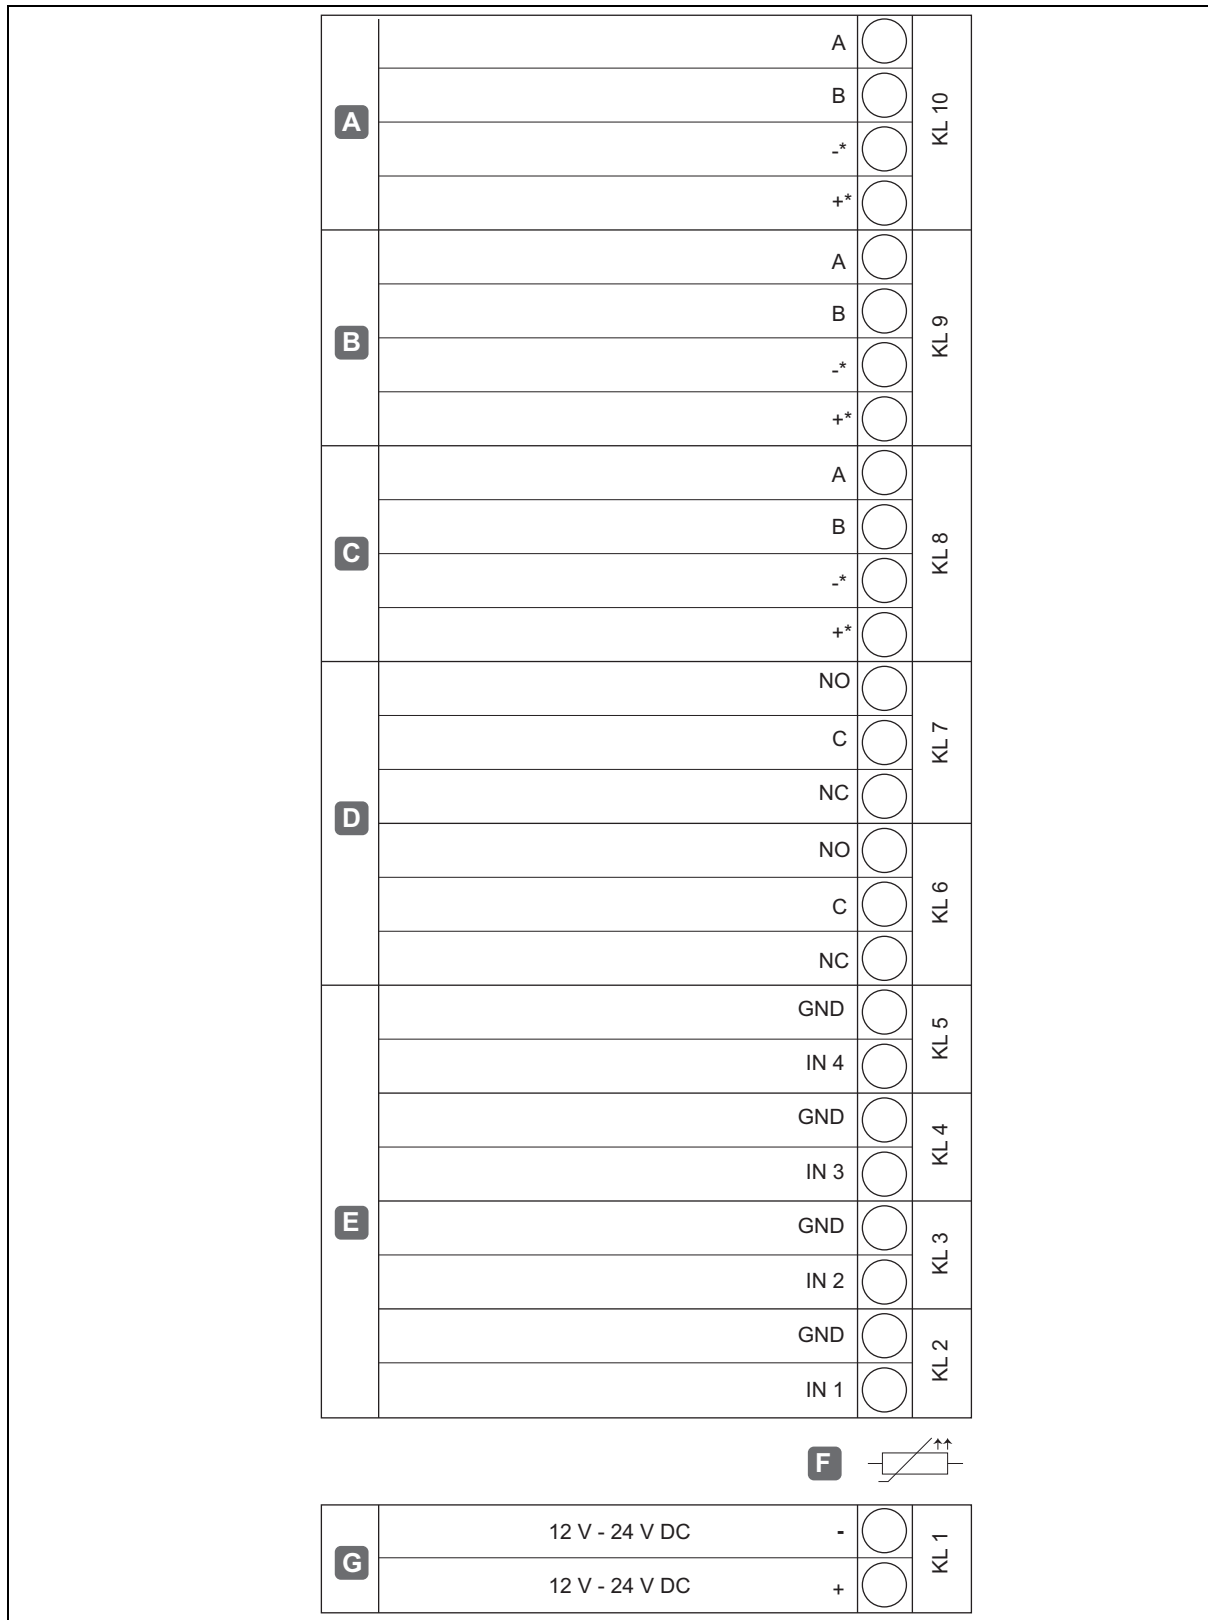 A
KL 10
B
A
-*
+*
A
KL 9
B
B
-*
+*
A
KL 8
B
C
-*
+*
NO
KL 7
C
NC
D
NO
KL 6
C
NC
GND
KL 5
IN 4
GND
KL 4
IN 3
E
GND
KL 3
IN 2
GND
KL 2
IN 1
F
12 V - 24 V DC -
KL 1
G
12 V - 24 V DC +